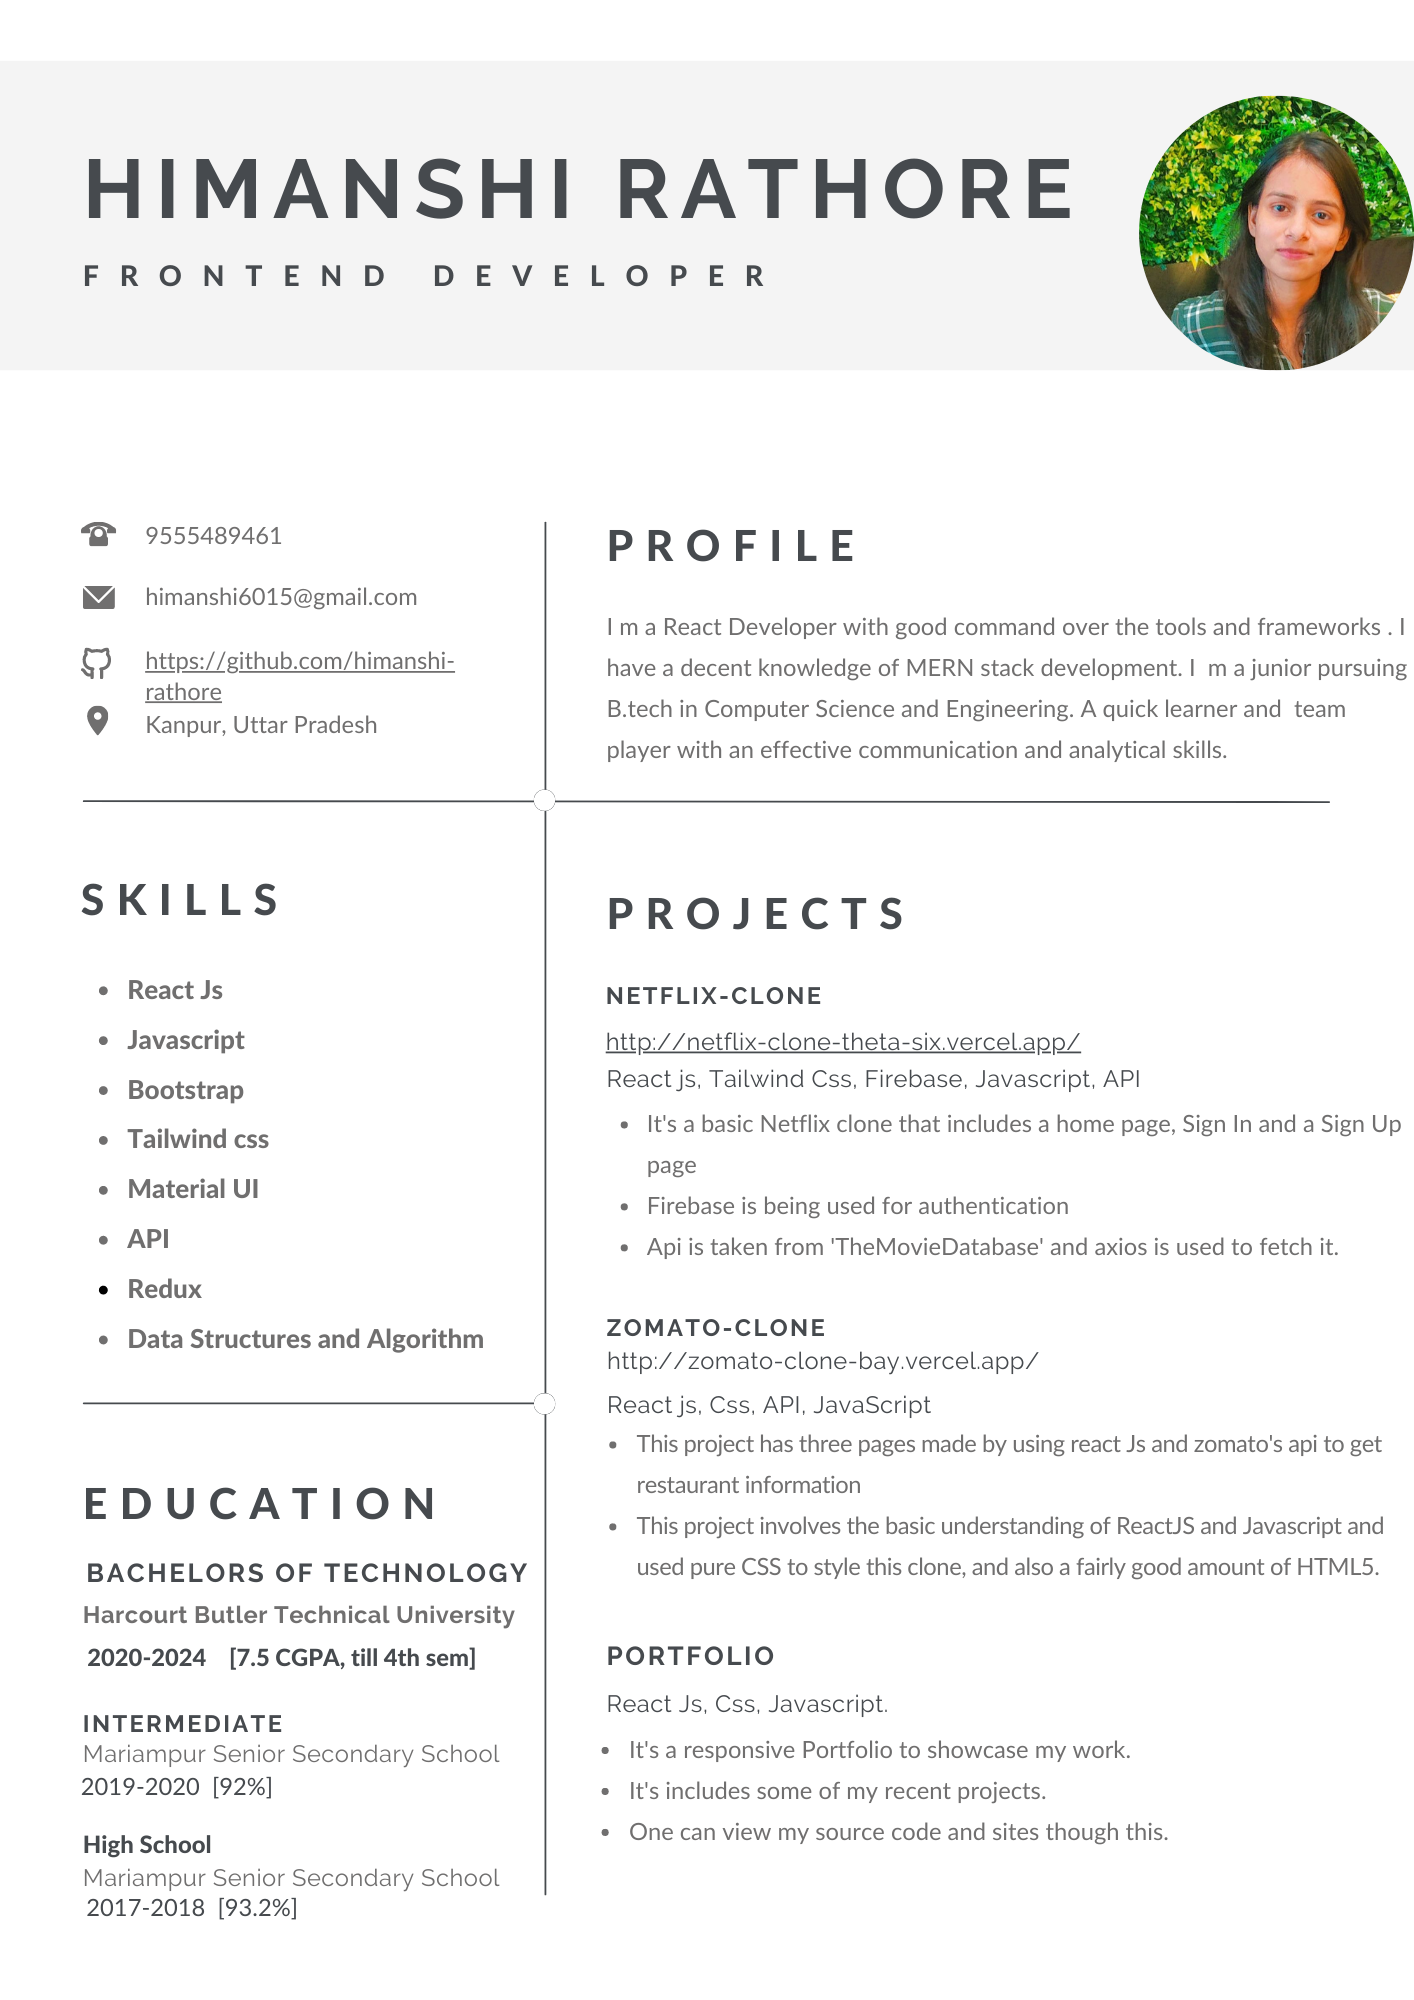 HIMANSHI RATHORE
FRONTEND DEVELOPER
9555489461
himanshi6015@gmail.com
https://github.com/himanshi-
rathore
Kanpur, Uttar Pradesh
PROFILE
I m a React Developer with good command over the tools and frameworks . I
have a decent knowledge of MERN stack development. I  m a junior pursuing
B.tech in Computer Science and Engineering. A quick learner and  team
player with an effective communication and analytical skills.
SKILLS
• React Js
• Javascript
• Bootstrap
• Tailwind css
• Material UI
• API
• Redux
• Data Structures and Algorithm
EDUCATION
BACHELORS OF TECHNOLOGY
Harcourt Butler Technical University
2020-2024    [7.5 CGPA, till 4th sem]
INTERMEDIATE
Mariampur Senior Secondary School
2019-2020  [92%]
High School
Mariampur Senior Secondary School
2017-2018  [93.2%]
PROJECTS
NETFLIX-CLONE
http://netflix-clone-theta-six.vercel.app/
React js, Tailwind Css, Firebase, Javascript, API
• It's a basic Netflix clone that includes a home page, Sign In and a Sign Up
page
• Firebase is being used for authentication
• Api is taken from 'TheMovieDatabase' and axios is used to fetch it.
ZOMATO-CLONE
http://zomato-clone-bay.vercel.app/
React js, Css, API, JavaScript
• This project has three pages made by using react Js and zomato's api to get
restaurant information
• This project involves the basic understanding of ReactJS and Javascript and
used pure CSS to style this clone, and also a fairly good amount of HTML5.
PORTFOLIO
React Js, Css, Javascript.
• It's a responsive Portfolio to showcase my work.
• It's includes some of my recent projects.
• One can view my source code and sites though this.